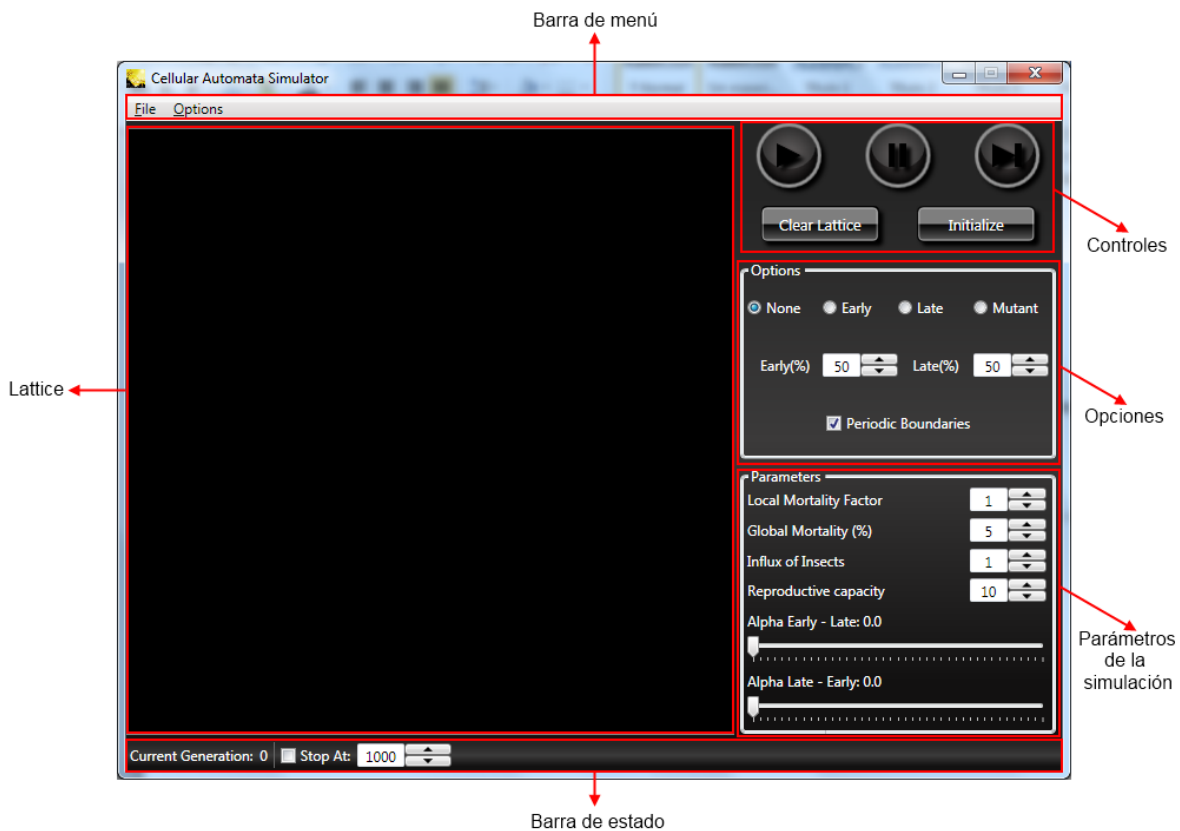 Barra de menú
Cellular Automata Simulator
File Options
Clear Lattice Initialize
Controles
Options
None Early Late Mutant
Early(%) 50 Late(%) 50
Lattice
Opciones
Periodic Boundaries
Parameters
Local Mortality Factor 1
Global Mortality (%) 5
Influx of Insects 1
Reproductive capacity 10
Alpha Early - Late: 0.0
Parámetros
de la
simulación
Alpha Late - Early: 0.0
Current Generation: 0 Stop At: 1000
Barra de estado